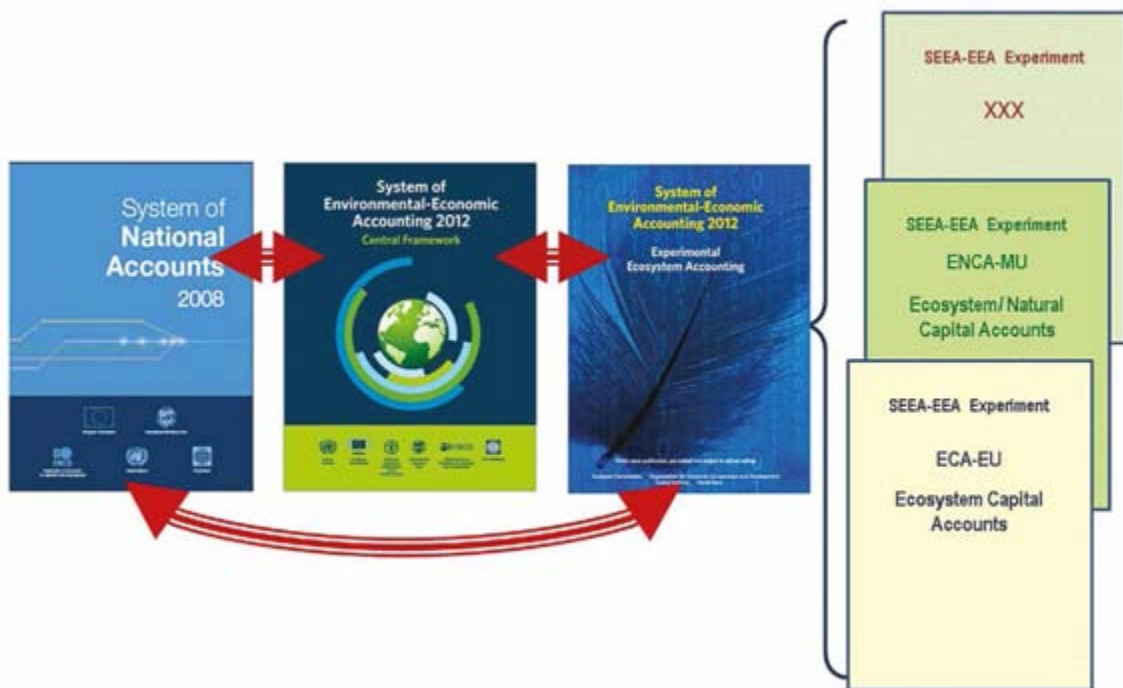 System of
National
Accounts
2008
System of
Environmental-Economic
Accounting 2012
Central Framework
System of
Environmental-Economic
Accounting 2012
Experimental
Ecosystem Accounting
SEEA-EEA Experiment
XXX
SEEA-EEA Experiment
ENCA-MU
Ecosystem/ Natural
Capital Accounts
SEEA-EEA Experiment
ECA-EU
Ecosystem Capital
Accounts